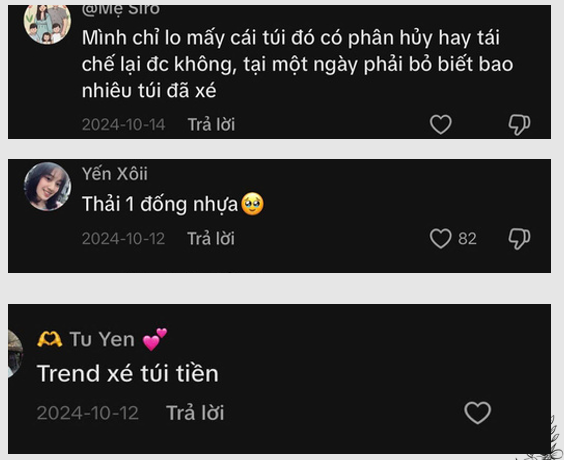 @Mẹ Siro
Mình chỉ lo mấy cái túi đó có phân hủy hay tái
chế lại đc không, tại một ngày phải bỏ biết bao
nhiêu túi đã xé
2024-10-14 Trả lời
Yến Xôii
Thải 1 đống nhựa🥹
2024-10-12 Trả lời 82
🫶 Tu Yen 💕
Trend xé túi tiền
2024-10-12 Trả lời